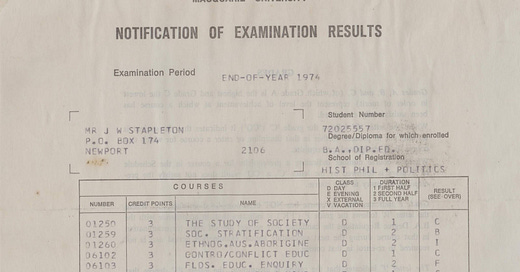 MACQUARIE UNIVERSITY
NOTIFICATION OF EXAMINATION RESULTS
Examination Period END-OF-YEAR 1974
Student Number
72025557
MR J W STAPLETON
Degree/Diploma for which enrolled
P.O. BOX 174
B.A.,DIP.ED.
NEWPORT 2106
School of Registration
HIST PHIL + POLITICS
COURSES
CLASS
D DAY
E EVENING
X EXTERNAL
V VACATION
DURATION
1 FIRST HALF
2 SECOND HALF
3 FULL YEAR
RESULT
(SEE OVER)
NUMBER CREDIT POINTS NAME
01250 3 THE STUDY OF SOCIETY D 1 C
01259 3 SOC. STRATIFICATION D 2 B
01260 3 ETHNOG.AUS.ABORIGINE D 2
06102 3 CONTRO/CONFLICT EDUC D 1 C
06103 3 FLDS. EDUC. ENQUIRY D 2 F